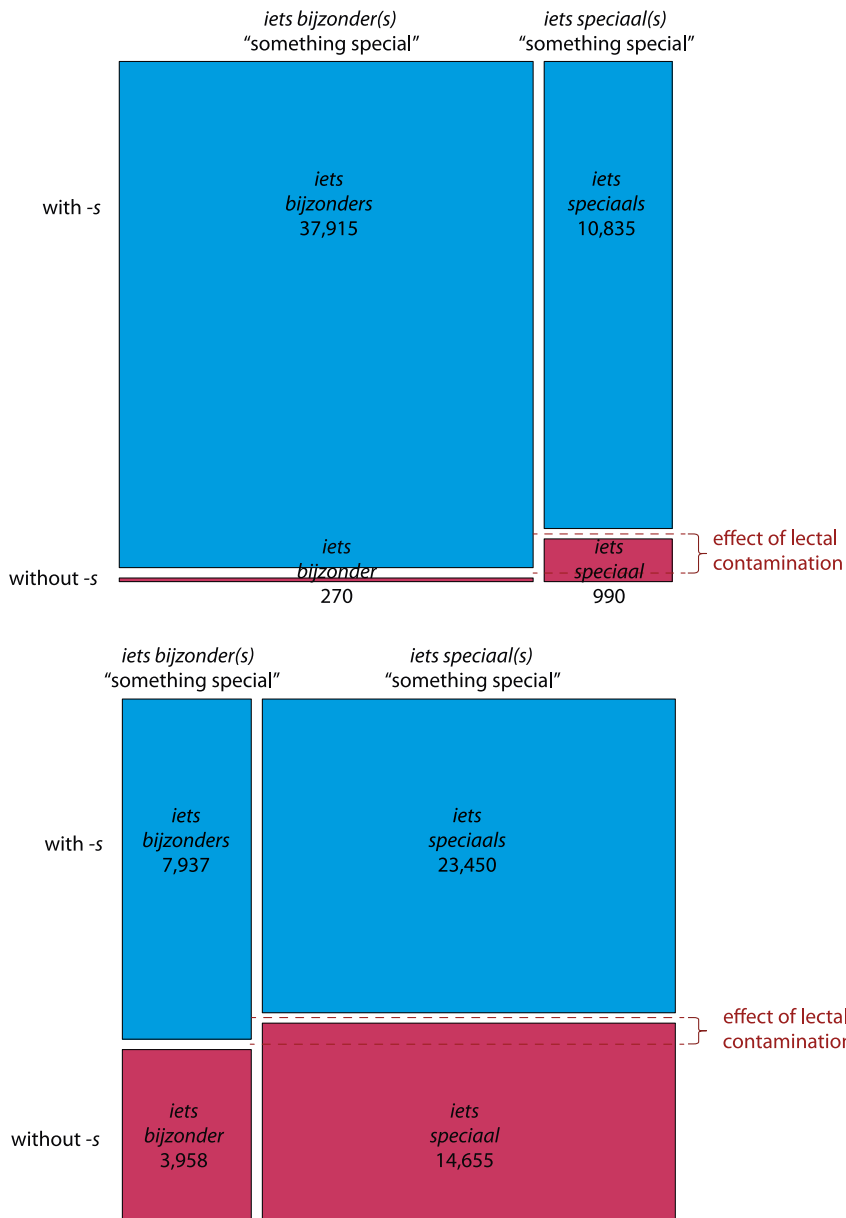 iets bijzonder(s)
"something special"
iets speciaal(s)
"something special"
with -s
iets
bijzonders
37,915
iets
speciaals
10,835
effect of lectal
contamination
without -s
iets
bijzonder
270
iets
speciaal
990
iets bijzonder(s)
"something special"
iets speciaal(s)
"something special"
with -s
iets
bijzonders
7,937
iets
speciaals
23,450
effect of lectal
contamination
without -s
iets
bijzonder
3,958
iets
speciaal
14,655